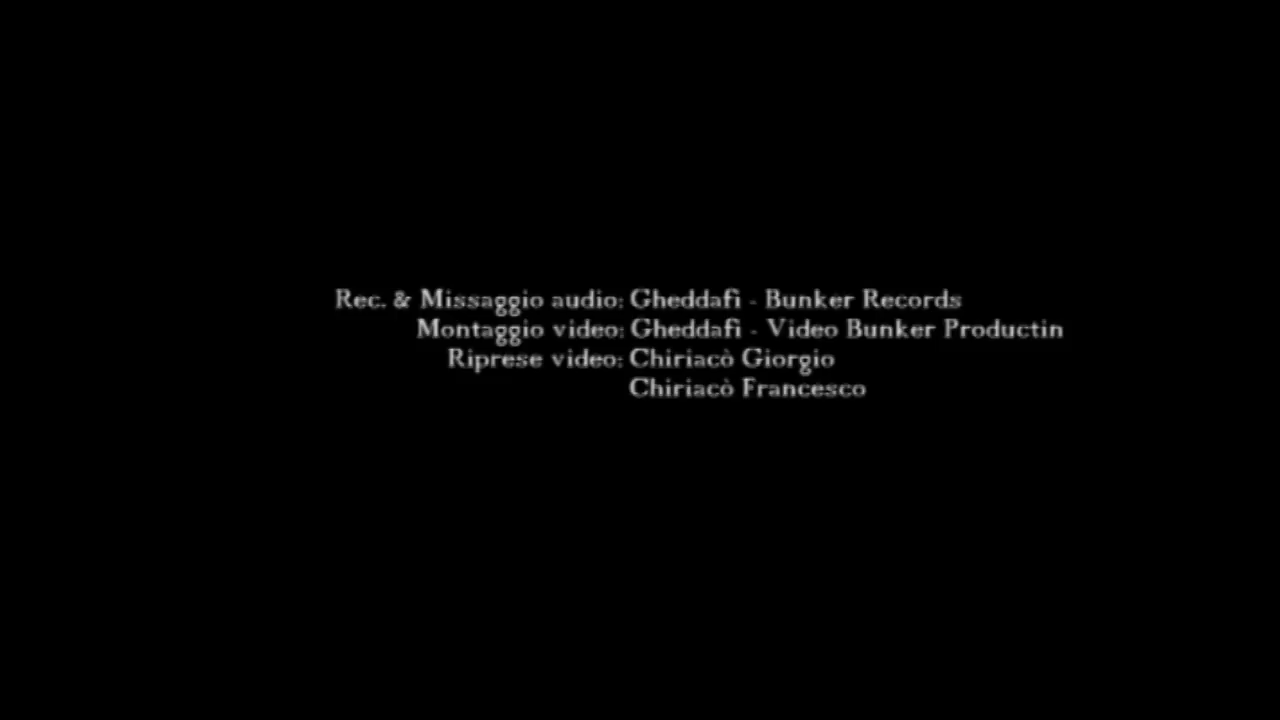 Rec. & Missaggio audio: Gheddafi - Bunker Records
Montaggio video: Gheddafi - Video Bunker Productin
Riprese video: Chiriacò Giorgio
Chiriacò Francesco